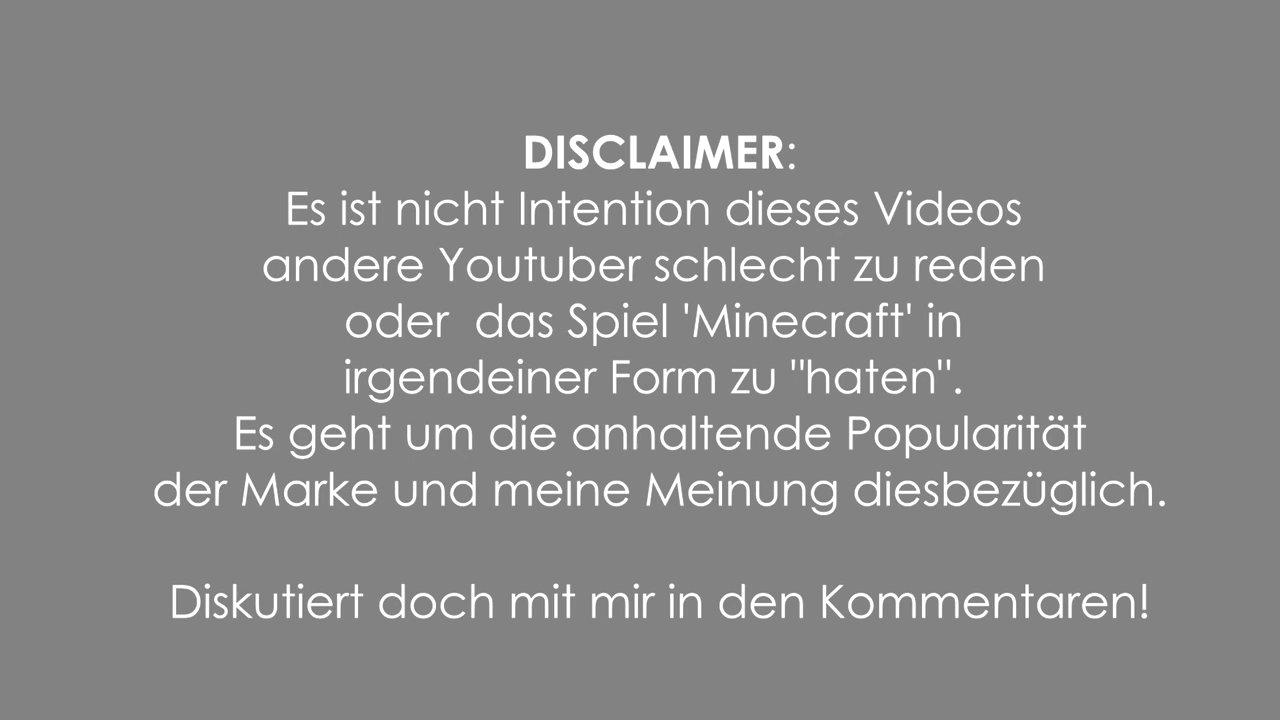 DISCLAIMER:
Es ist nicht Intention dieses Videos
andere Youtuber schlecht zu reden
oder  das Spiel 'Minecraft' in
irgendeiner Form zu "haten".
Es geht um die anhaltende Popularität
der Marke und meine Meinung diesbezüglich.
Diskutiert doch mit mir in den Kommentaren!